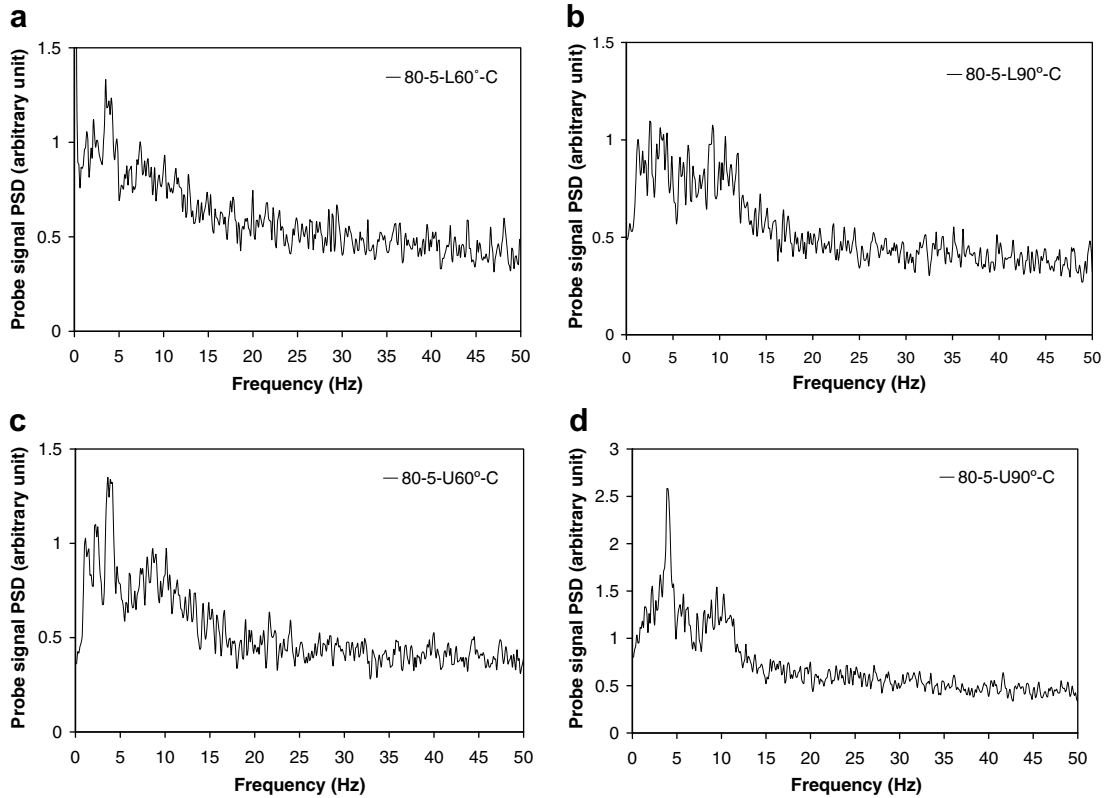 a
Probe signal PSD (arbitrary unit)
1.5
1
0.5
0
80-5-L60°-C
0 5 10 15 20 25 30 35 40 45 50
Frequency (Hz)
b
Probe signal PSD (arbitrary unit)
1.5
1
0.5
0
80-5-L90º-C
0 5 10 15 20 25 30 35 40 45 50
Frequency (Hz)
c
Probe signal PSD (arbitrary unit)
1.5
1
0.5
0
80-5-U60º-C
0 5 10 15 20 25 30 35 40 45 50
Frequency (Hz)
d
Probe signal PSD (arbitrary unit)
3
2.5
2
1.5
1
0.5
0
80-5-U90º-C
0 5 10 15 20 25 30 35 40 45 50
Frequency (Hz)